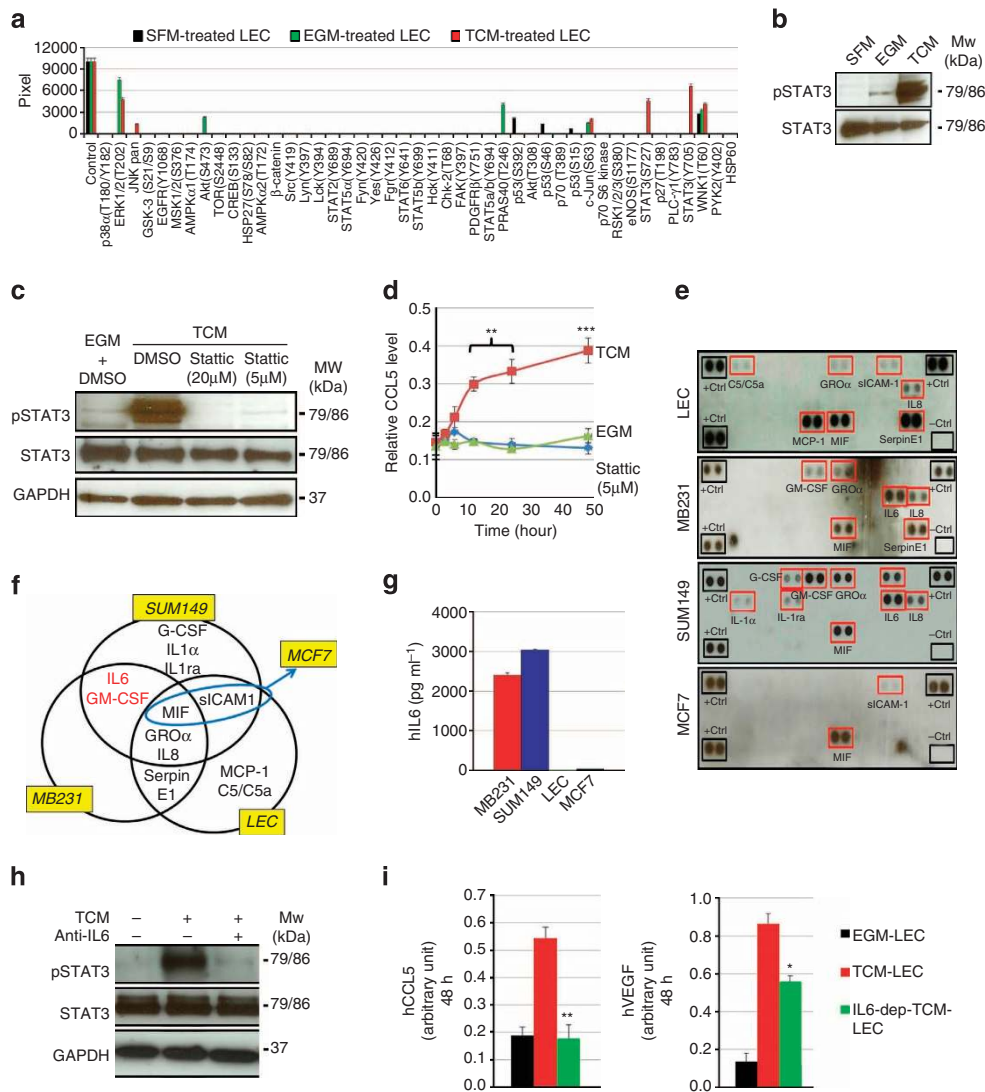 a
SFM-treated LEC EGM-treated LEC TCM-treated LEC
Pixel
12000
9000
6000
3000
0
Control
p38α(T180/Y182)
ERK1/2(T202)
JNK pan
GSK-3 (S21/S9)
EGFR(Y1068)
MSK1/2(S376)
AMPKα1(T174)
Akt(S473)
TOR(S2448)
CREB(S133)
HSP27(S78/S82)
AMPKα2(T172)
β-catenin
Src(Y419)
Lyn(Y397)
Lck(Y394)
STAT2(Y689)
STAT5α(Y694)
Fyn(Y420)
Yes(Y426)
Fgr(Y412)
STAT6(Y641)
STAT5b(Y699)
Hck(Y411)
Chk-2(T68)
FAK(Y397)
PDGFRβ(Y751)
STAT5a/b(Y694)
PRAS40(T246)
p53(S392)
Akt(T308)
p53(S46)
p70 (T389)
p53(S15)
c-Jun(S63)
p70 S6 kinase
RSK1/2/3(S380)
eNOS(S1177)
STAT3(S727)
p27(T198)
PLC-γ1(Y783)
STAT3(Y705)
WNK1(T60)
PYK2(Y402)
HSP60
b
SFM EGM TCM Mw
(kDa)
pSTAT3 79/86
STAT3 79/86
c
EGM
+
DMSO
TCM
DMSO Stattic
(20μM) Stattic
(5μM)
MW
(kDa)
pSTAT3 79/86
STAT3 79/86
GAPDH 37
d
Relative CCL5 level
0.5
0.4
0.3
0.2
0.1
0.0
** ***
TCM
EGM
Stattic
(5μM)
0 10 20 30 40 50
Time (hour)
e
LEC
+Ctrl C5/C5a GROα sICAM-1 +Ctrl
IL8
+Ctrl MCP-1 MIF SerpinE1 −Ctrl
MB231
+Ctrl GM-CSF GROα +Ctrl
IL6 IL8
+Ctrl MIF SerpinE1 −Ctrl
SUM149
+Ctrl G-CSF GM-CSF GROα +Ctrl
IL-1α IL-1ra IL6 IL8
+Ctrl MIF −Ctrl
MCF7
+Ctrl sICAM-1 +Ctrl
+Ctrl MIF −Ctrl
f
SUM149
G-CSF
IL1α
IL1ra
MCF7
IL6
GM-CSF
sICAM1
MIF
GROα
IL8
Serpin
E1
MCP-1
C5/C5a
MB231
LEC
g
hIL6 (pg ml−1)
4000
3000
2000
1000
0
MB231
SUM149
LEC
MCF7
h
TCM − + + Mw
Anti-IL6 − − + (kDa)
pSTAT3 79/86
STAT3 79/86
GAPDH 37
i
hCCL5
(arbitrary unit)
48 h
0.7
0.6
0.5
0.4
0.3
0.2
0.1
0.0
**
hVEGF
(arbitrary unit)
48 h
1.0
0.8
0.6
0.4
0.2
0.0
*
EGM-LEC
TCM-LEC
IL6-dep-TCM-
LEC